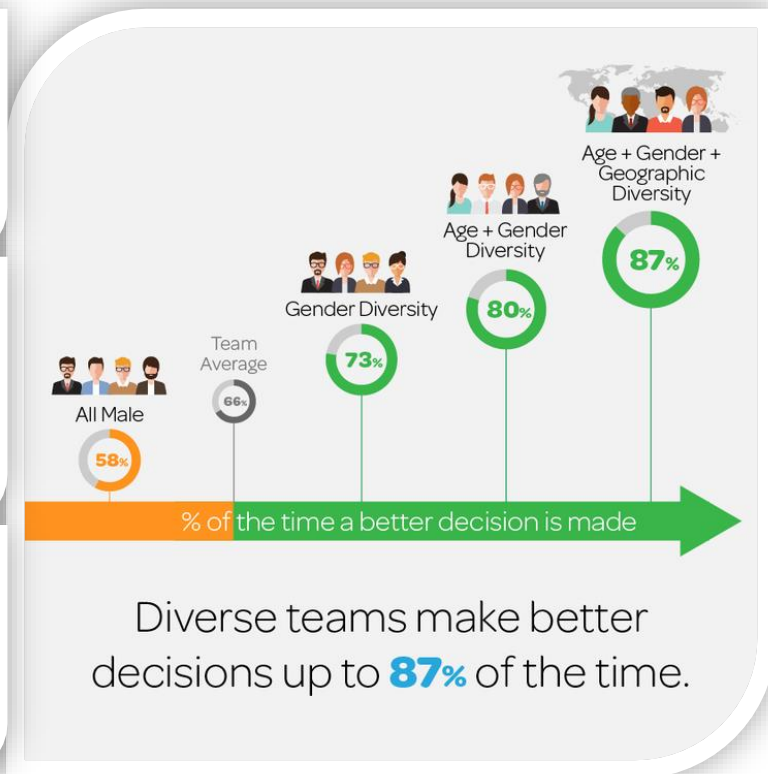 Age + Gender +
Geographic
Diversity
87%
Age + Gender
Diversity
80%
Gender Diversity
73%
Team
Average
66%
All Male
58%
% of the time a better decision is made
Diverse teams make better
decisions up to 87% of the time.